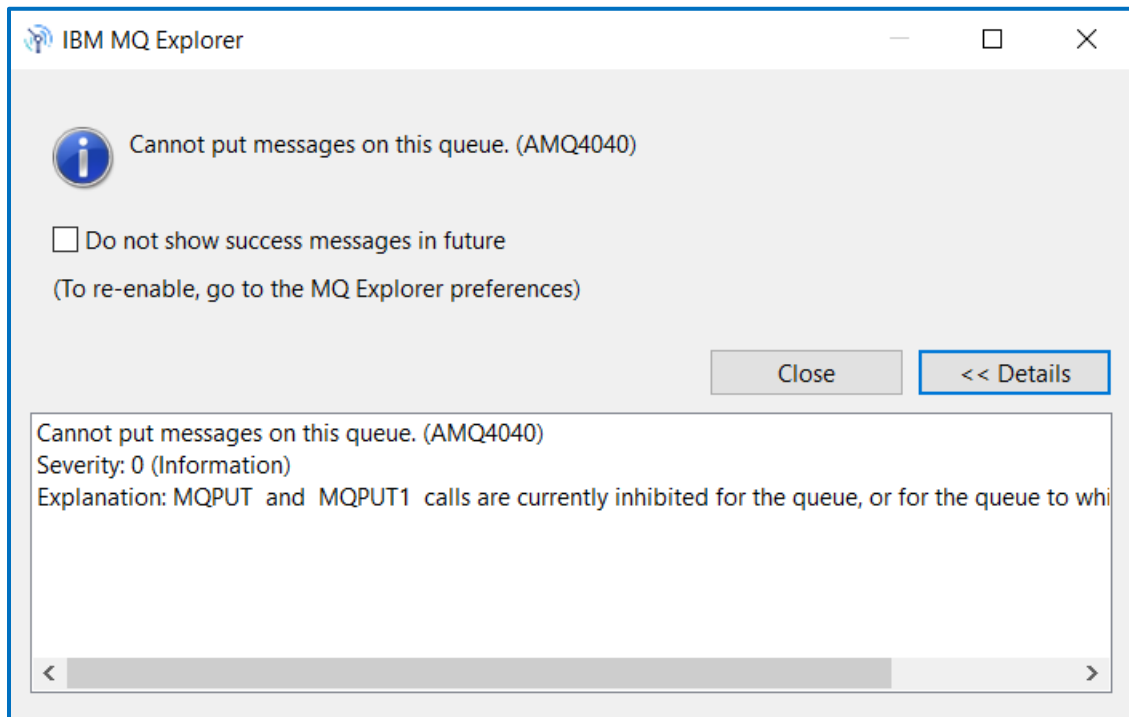 IBM MQ Explorer
Cannot put messages on this queue. (AMQ4040)
Do not show success messages in future
(To re-enable, go to the MQ Explorer preferences)
Close
<< Details
Cannot put messages on this queue. (AMQ4040)
Severity: 0 (Information)
Explanation: MQPUT  and  MQPUT1  calls are currently inhibited for the queue, or for the queue to whi